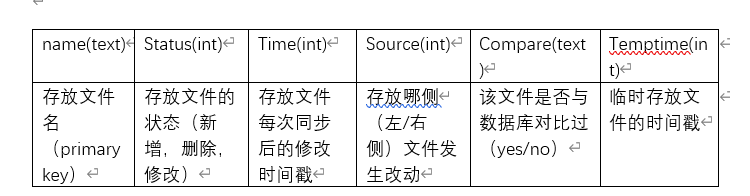 name(text) Status(int) Time(int) Source(int) Compare(text Temptime(in
) t)
存放文件 存放文件的 存放文件 存放哪侧 该文件是否与 临时存放文
名 状态（新 每次同步 （左/右 数据库对比过 件的时间戳
（primary 增，删除， 后的修改 侧）文件发 （yes/no）
key） 修改） 时间戳 生改动